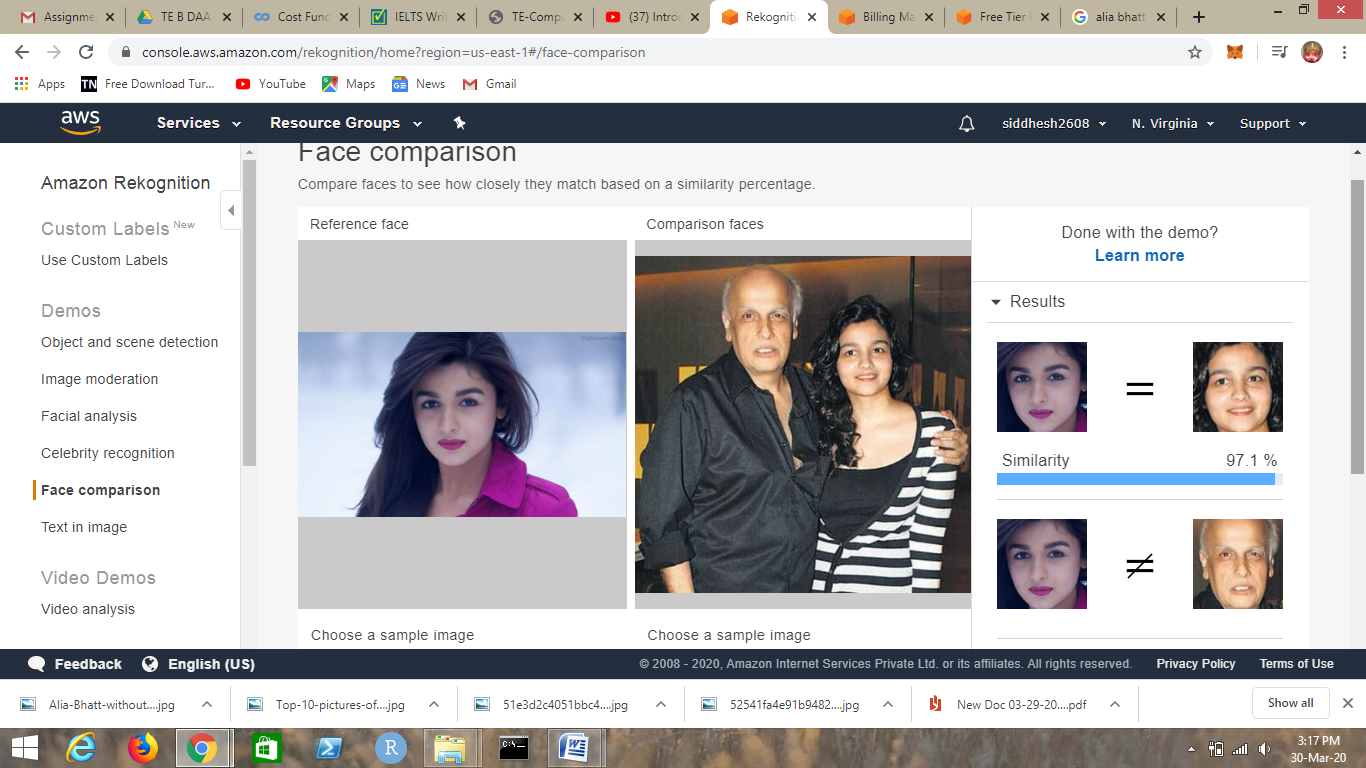 Assignme
TE B DAA
Cost Func
IELTS Writ
TE-Compu
(37) Introd
Rekogniti
Billing Ma
Free Tier
alia bhatt
console.aws.amazon.com/rekognition/home?region=us-east-1#/face-comparison
Apps
TN
Free Download Tur...
YouTube
Maps
News
Gmail
aws
Services
Resource Groups
siddhesh2608
N. Virginia
Support
Amazon Rekognition
Custom Labels New
Use Custom Labels
Demos
Object and scene detection
Image moderation
Facial analysis
Celebrity recognition
Face comparison
Text in image
Video Demos
Video analysis
Face comparison
Compare faces to see how closely they match based on a similarity percentage.
Reference face
Comparison faces
Choose a sample image
Choose a sample image
Done with the demo?
Learn more
Results
=
Similarity 97.1 %
≠
Feedback
English (US)
© 2008 - 2020, Amazon Internet Services Private Ltd. or its affiliates. All rights reserved.
Privacy Policy
Terms of Use
Alia-Bhatt-without....jpg
Top-10-pictures-of....jpg
51e3d2c4051bbc4....jpg
52541fa4e91b9482....jpg
New Doc 03-29-20....pdf
Show all
R
C:\
W
3:17 PM
30-Mar-20